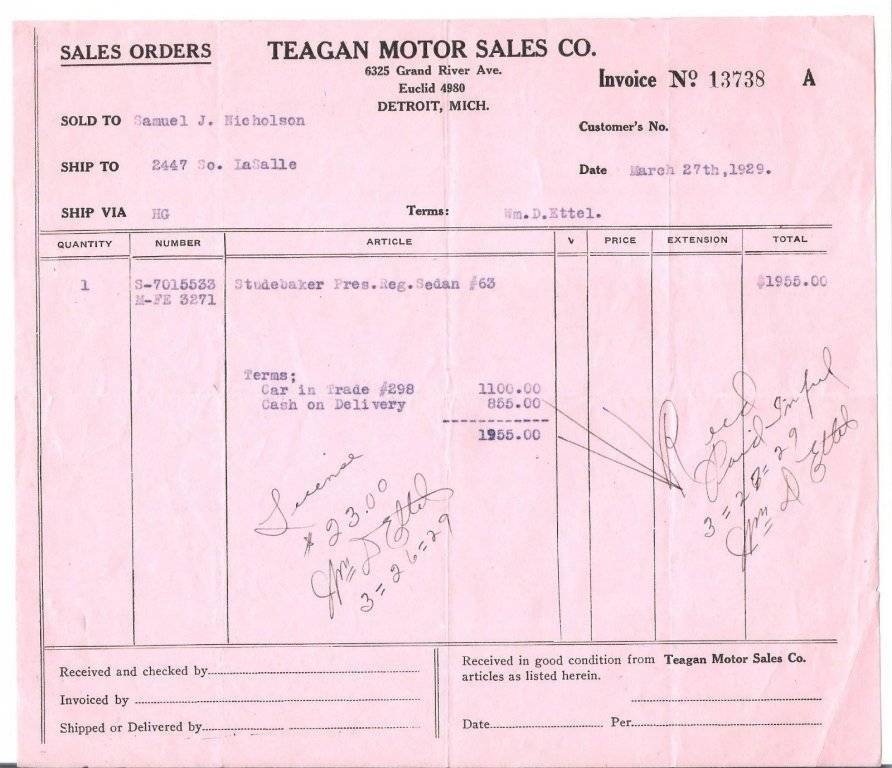 SALES ORDERS
TEAGAN MOTOR SALES CO.
6325 Grand River Ave.
Euclid 4980
DETROIT, MICH.
Invoice Nº 13738 A
SOLD TO Samuel J. Nicholson
Customer's No.
SHIP TO 2447 So. LaSalle
Date March 27th,1929.
SHIP VIA HG Terms: Wm.D.Ettel.
QUANTITY NUMBER ARTICLE V PRICE EXTENSION TOTAL
1 S-7015533 Studebaker Pres.Reg.Sedan #63 $1955.00
M-FE 3271
Terms;
Car in Trade #298 1100.00
Cash on Delivery 855.00
1955.00
License
$23.00
Wm D Ettel
3=26=29
Recd
Paid In full
3=28=29
Wm D Ettel
Received and checked by
Invoiced by
Shipped or Delivered by
Received in good condition from Teagan Motor Sales Co.
articles as listed herein.
Date Per